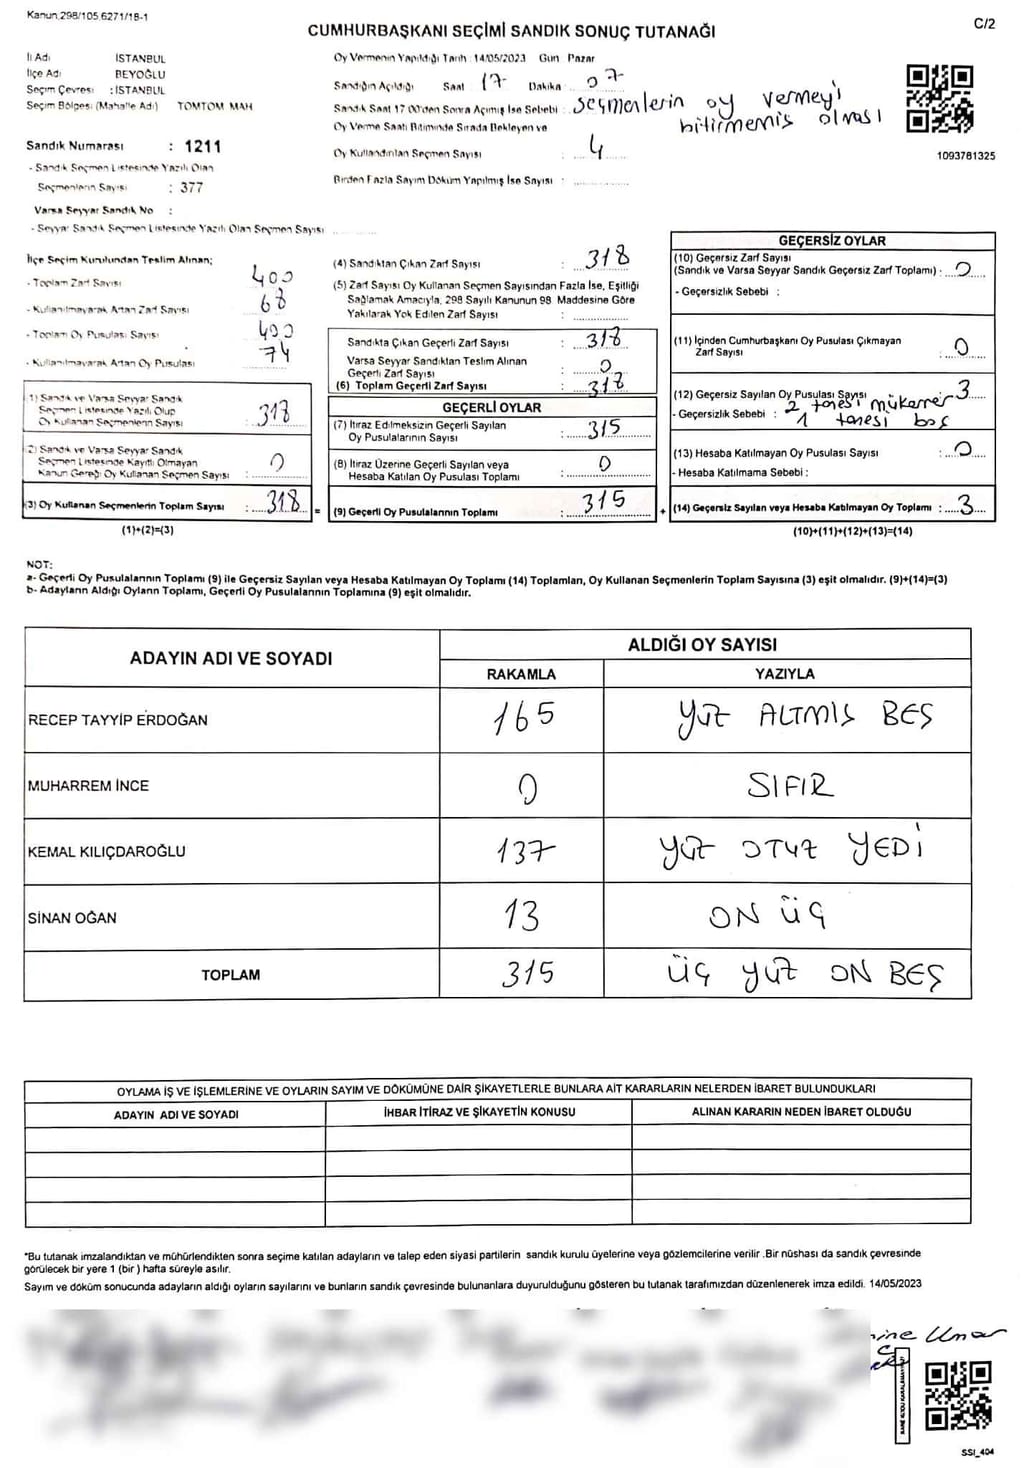 Kanun 298/105,6271/18-1
C/2
CUMHURBAŞKANI SEÇİMİ SANDIK SONUÇ TUTANAĞI
İl Adı İSTANBUL
İlçe Adı BEYOĞLU
Seçim Çevresi : İSTANBUL
Seçim Bölgesi (Mahalle Adı) TOMTOM MAH
Sandık Numarası : 1211
- Sandık Seçmen Listesinde Yazılı Olan
Seçmenlerin Sayısı : 377
Varsa Seyyar Sandık No :
- Seyyar Sandık Seçmen Listesinde Yazılı Olan Seçmen Sayısı
Oy Vermenin Yapıldığı Tarih : 14/05/2023 Gün Pazar
Sandığın Açıldığı Saat 17 Dakika 07
Sandık Saat 17 00'den Sonra Açımış İse Sebebi : Seçmenlerin oy vermeyi
bitirmemiş olması
Oy Verme Saati Bitiminde Sırada Bekleyen ve
Oy Kullandırılan Seçmen Sayısı : 4
Birden Fazla Sayım Döküm Yapılmış İse Sayısı :
1093761325
İlçe Seçim Kurulundan Teslim Alınan;
- Toplam Zarf Sayısı 400
- Kullanılmayarak Artan Zarf Sayısı 68
- Toplam Oy Pusulası Sayısı 400
- Kullanılmayarak Artan Oy Pusulası 74
1) Sandık ve Varsa Seyyar Sandık
Seçmen Listesinde Yazılı Olup
Oy Kullanan Seçmenlerin Sayısı : 318
2) Sandık ve Varsa Seyyar Sandık
Seçmen Listesinde Kayıtlı Olmayan
Kanun Gereği Oy Kullanan Seçmen Sayısı : 0
(3) Oy Kullanan Seçmenlerin Toplam Sayısı : 318 =
(1)+(2)=(3)
(4) Sandıktan Çıkan Zarf Sayısı : 318
(5) Zarf Sayısı Oy Kullanan Seçmen Sayısından Fazla İse, Eşitliği
Sağlamak Amacıyla, 298 Sayılı Kanunun 98 Maddesine Göre
Yakılarak Yok Edilen Zarf Sayısı :
Sandıkta Çıkan Geçerli Zarf Sayısı : 318
Varsa Seyyar Sandıktan Teslim Alınan
Geçerli Zarf Sayısı : 0
(6) Toplam Geçerli Zarf Sayısı : 318
GEÇERLİ OYLAR
(7) İtiraz Edilmeksizin Geçerli Sayılan
Oy Pusulalarının Sayısı : 315
(8) İtiraz Üzerine Geçerli Sayılan veya
Hesaba Katılan Oy Pusulası Toplamı : 0
(9) Geçerli Oy Pusulalarının Toplamı : 315 +
GEÇERSİZ OYLAR
(10) Geçersiz Zarf Sayısı
(Sandık ve Varsa Seyyar Sandık Geçersiz Zarf Toplamı) : 0
- Geçersizlik Sebebi :
(11) İçinden Cumhurbaşkanı Oy Pusulası Çıkmayan
Zarf Sayısı : 0
(12) Geçersiz Sayılan Oy Pusulası Sayısı 3
- Geçersizlik Sebebi : 2 tanesi mükerrer
1 tanesi boş
(13) Hesaba Katılmayan Oy Pusulası Sayısı : 0
- Hesaba Katılmama Sebebi :
(14) Geçersiz Sayılan veya Hesaba Katılmayan Oy Toplamı : 3
(10)+(11)+(12)+(13)=(14)
NOT:
a- Geçerli Oy Pusulalarının Toplamı (9) ile Geçersiz Sayılan veya Hesaba Katılmayan Oy Toplamı (14) Toplamları, Oy Kullanan Seçmenlerin Toplam Sayısına (3) eşit olmalıdır. (9)+(14)=(3)
b- Adayların Aldığı Oyların Toplamı, Geçerli Oy Pusulalarının Toplamına (9) eşit olmalıdır.
ADAYIN ADI VE SOYADI ALDIĞI OY SAYISI
RAKAMLA YAZIYLA
RECEP TAYYİP ERDOĞAN 165 YÜZ ALTMIŞ BEŞ
MUHARREM İNCE 0 SIFIR
KEMAL KILIÇDAROĞLU 137 YÜZ OTUZ YEDİ
SİNAN OĞAN 13 ON ÜÇ
TOPLAM 315 ÜÇ YÜZ ON BEŞ
OYLAMA İŞ VE İŞLEMLERİNE VE OYLARIN SAYIM VE DÖKÜMÜNE DAİR ŞİKAYETLERLE BUNLARA AİT KARARLARIN NELERDEN İBARET BULUNDUKLARI
ADAYIN ADI VE SOYADI İHBAR İTİRAZ VE ŞİKAYETİN KONUSU ALINAN KARARIN NEDEN İBARET OLDUĞU
*Bu tutanak imzalandıktan ve mühürlendikten sonra seçime katılan adayların ve talep eden siyasi partilerin sandık kurulu üyelerine veya gözlemcilerine verilir .Bir nüshası da sandık çevresinde
görülecek bir yere 1 (bir ) hafta süreyle asılır.
Sayım ve döküm sonucunda adayların aldığı oyların sayılarını ve bunların sandık çevresinde bulunanlara duyurulduğunu gösteren bu tutanak tarafımızdan düzenlenerek imza edildi. 14/05/2023
SSI_404